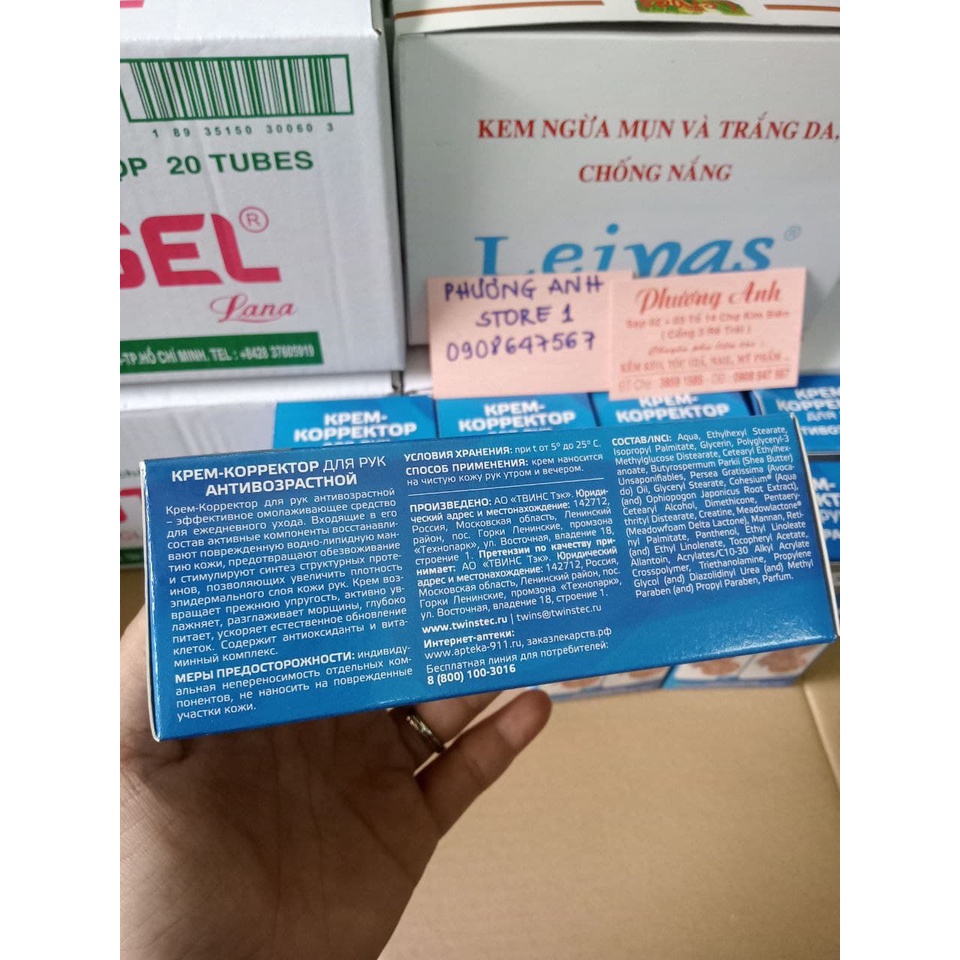 1 89 35150 30060 3
20 TUBES
GEL®
Lana
-TP.HỒ CHÍ MINH. TEL : +8428 37605919
KEM NGỪA MỤN VÀ TRẮNG DA,
CHỐNG NẮNG
Leivas®
PHƯƠNG ANH
STORE 1
0908647567
Phương Anh
КРЕМ-
КОРРЕКТОР
КРЕМ-
КОРРЕКТОР
КРЕМ-
КОРРЕКТОР
КРЕМ-КОРРЕКТОР ДЛЯ РУК
АНТИВОЗРАСТНОЙ
Крем-Корректор для рук антивозрастной
– эффективное омолаживающее средство
для ежедневного ухода. Входящие в его
состав активные компоненты восстанавли-
вают поврежденную водно-липидную ман-
тию кожи, предотвращают обезвоживание
и стимулируют синтез структурных проте-
инов, позволяющих увеличить плотность
эпидермального слоя кожи рук. Крем воз-
вращает прежнюю упругость, активно ув-
лажняет, разглаживает морщины, глубоко
питает, ускоряет естественное обновление
клеток. Содержит антиоксиданты и вита-
минный комплекс.
МЕРЫ ПРЕДОСТОРОЖНОСТИ: индивиду-
альная непереносимость отдельных ком-
понентов, не наносить на поврежденные
участки кожи.
УСЛОВИЯ ХРАНЕНИЯ: при t от 5° до 25° С.
СПОСОБ ПРИМЕНЕНИЯ: крем наносится
на чистую кожу рук утром и вечером.
ПРОИЗВЕДЕНО: АО «ТВИНС Тэк». Юриди-
ческий адрес и местонахождение: 142712,
Россия, Московская область, Ленинский
район, пос. Горки Ленинские, промзона
«Технопарк», ул. Восточная, владение 18,
строение 1. Претензии по качеству при-
нимает: АО «ТВИНС Тэк». Юридический
адрес и местонахождение: 142712, Россия,
Московская область, Ленинский район, пос.
Горки Ленинские, промзона «Технопарк»,
ул. Восточная, владение 18, строение 1.
www.twinstec.ru | twins@twinstec.ru
Интернет-аптеки:
www.apteka-911.ru, заказлекарств.рф
Бесплатная линия для потребителей:
8 (800) 100-3016
СОСТАВ/INCI: Aqua, Ethylhexyl Stearate,
Isopropyl Palmitate, Glycerin, Polyglyceryl-3
Methylglucose Distearate, Cetearyl Ethylhex-
anoate, Butyrospermum Parkii (Shea Butter)
Unsaponifiables, Persea Gratissima (Avoca-
do) Oil, Glyceryl Stearate, Cohesium® (Aqua
(and) Ophiopogon Japonicus Root Extract),
Cetearyl Alcohol, Dimethicone, Pentaery-
thrityl Distearate, Creatine, Meadowlactone®
(Meadowfoam Delta Lactone), Mannan, Reti-
nyl Palmitate, Panthenol, Ethyl Linoleate
(and) Ethyl Linolenate, Tocopheryl Acetate,
Allantoin, Acrylates/C10-30 Alkyl Acrylate
Crosspolymer, Triethanolamine, Propylene
Glycol (and) Diazolidinyl Urea (and) Methyl
Paraben (and) Propyl Paraben, Parfum.